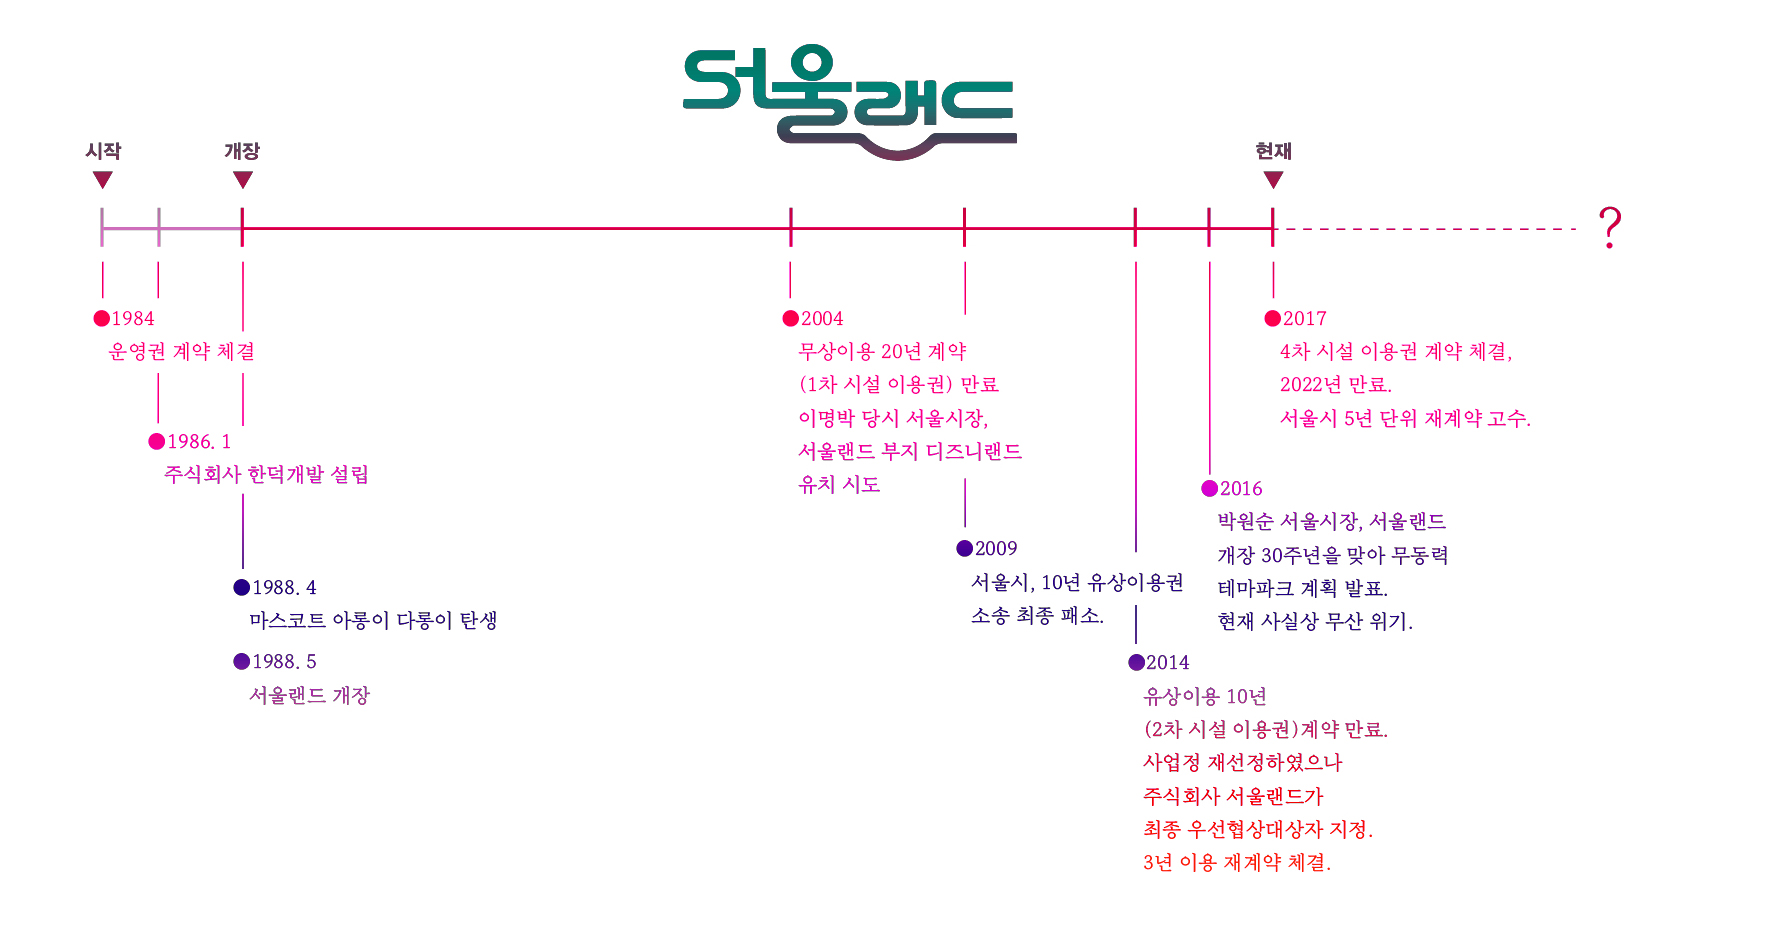 서울랜드
시작
개장
현재
?
1984
운영권 계약 체결
1986. 1
주식회사 한덕개발 설립
1988. 4
마스코트 아롱이 다롱이 탄생
1988. 5
서울랜드 개장
2004
무상이용 20년 계약
(1차 시설 이용권) 만료
이명박 당시 서울시장,
서울랜드 부지 디즈니랜드
유치 시도
2009
서울시, 10년 유상이용권
소송 최종 패소.
2014
유상이용 10년
(2차 시설 이용권)계약 만료.
사업정 재선정하였으나
주식회사 서울랜드가
최종 우선협상대상자 지정.
3년 이용 재계약 체결.
2016
박원순 서울시장, 서울랜드
개장 30주년을 맞아 무동력
테마파크 계획 발표.
현재 사실상 무산 위기.
2017
4차 시설 이용권 계약 체결,
2022년 만료.
서울시 5년 단위 재계약 고수.